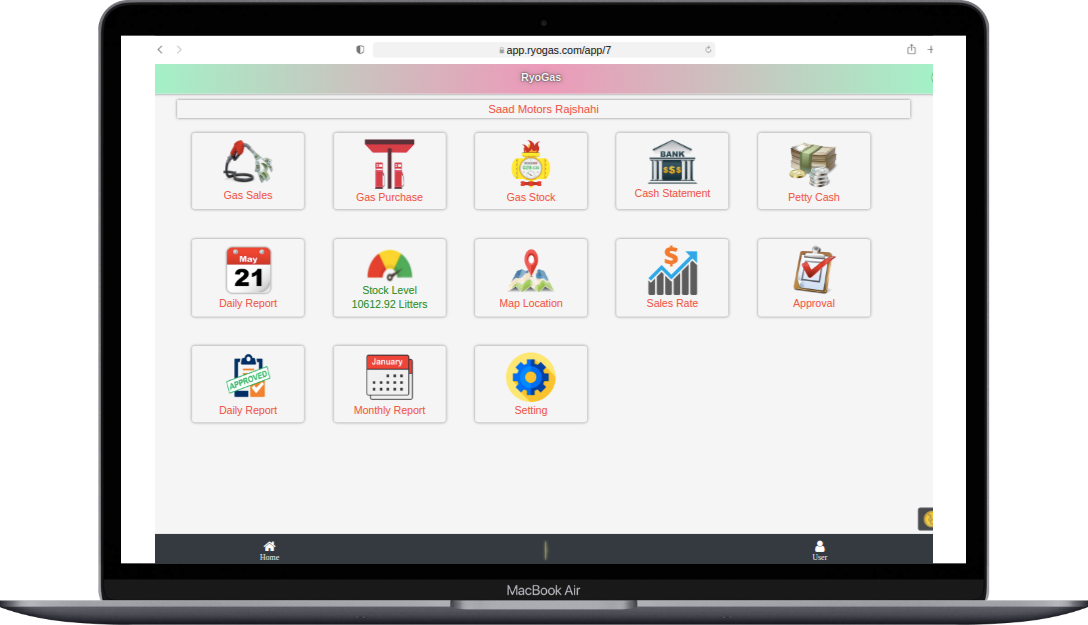 app.ryogas.com/app/7
RyoGas
Saad Motors Rajshahi
Gas Sales
Gas Purchase
Gas Stock
BANK
$$$
Cash Statement
Petty Cash
May
21
Daily Report
Stock Level
10612.92 Litters
Map Location
$
Sales Rate
Approval
APPROVED
Daily Report
January
Monthly Report
Setting
Home
User
MacBook Air